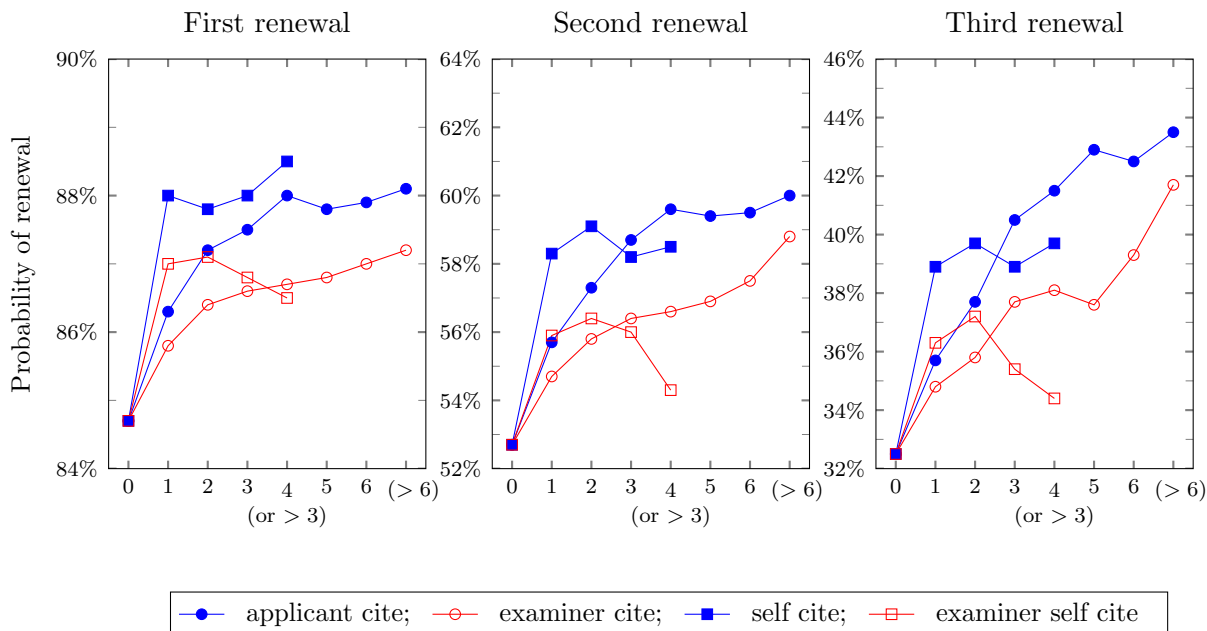 First renewal
Second renewal
Third renewal
Probability of renewal
90%
88%
86%
84%
0 1 2 3 4 5 6 (> 6)
(or > 3)
64%
62%
60%
58%
56%
54%
52%
0 1 2 3 4 5 6 (> 6)
(or > 3)
46%
44%
42%
40%
38%
36%
34%
32%
0 1 2 3 4 5 6 (> 6)
(or > 3)
applicant cite; examiner cite; self cite; examiner self cite